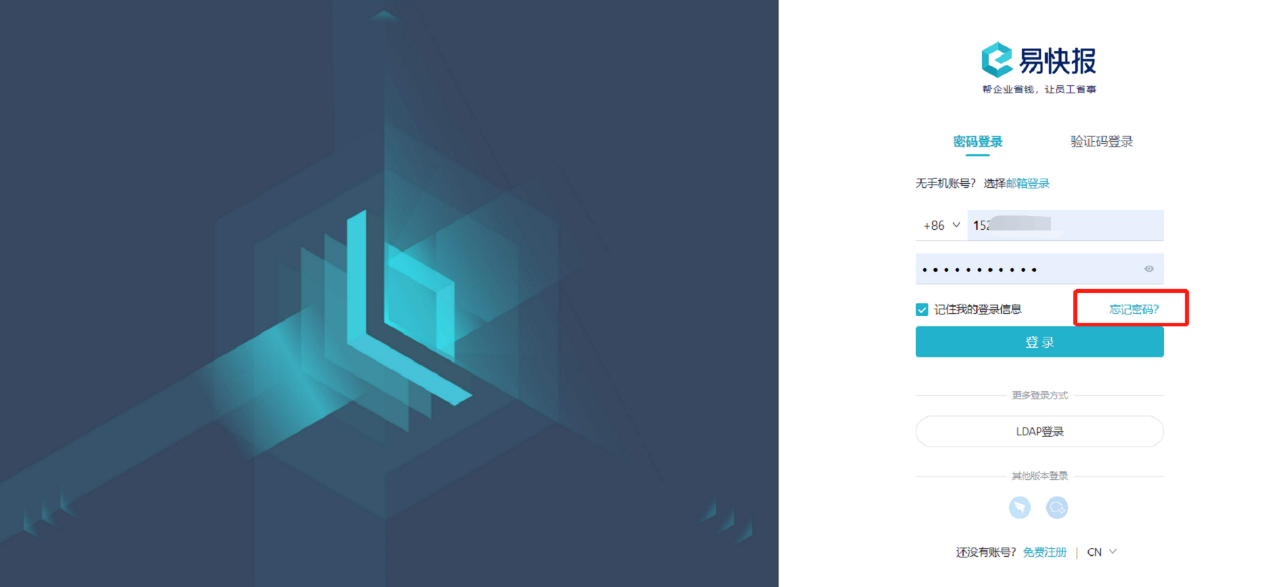 易快报
帮企业省钱，让员工省事
密码登录 验证码登录
无手机账号？ 选择邮箱登录
+86 152
记住我的登录信息 忘记密码?
登 录
更多登录方式
LDAP登录
其他版本登录
还没有账号? 免费注册 | CN